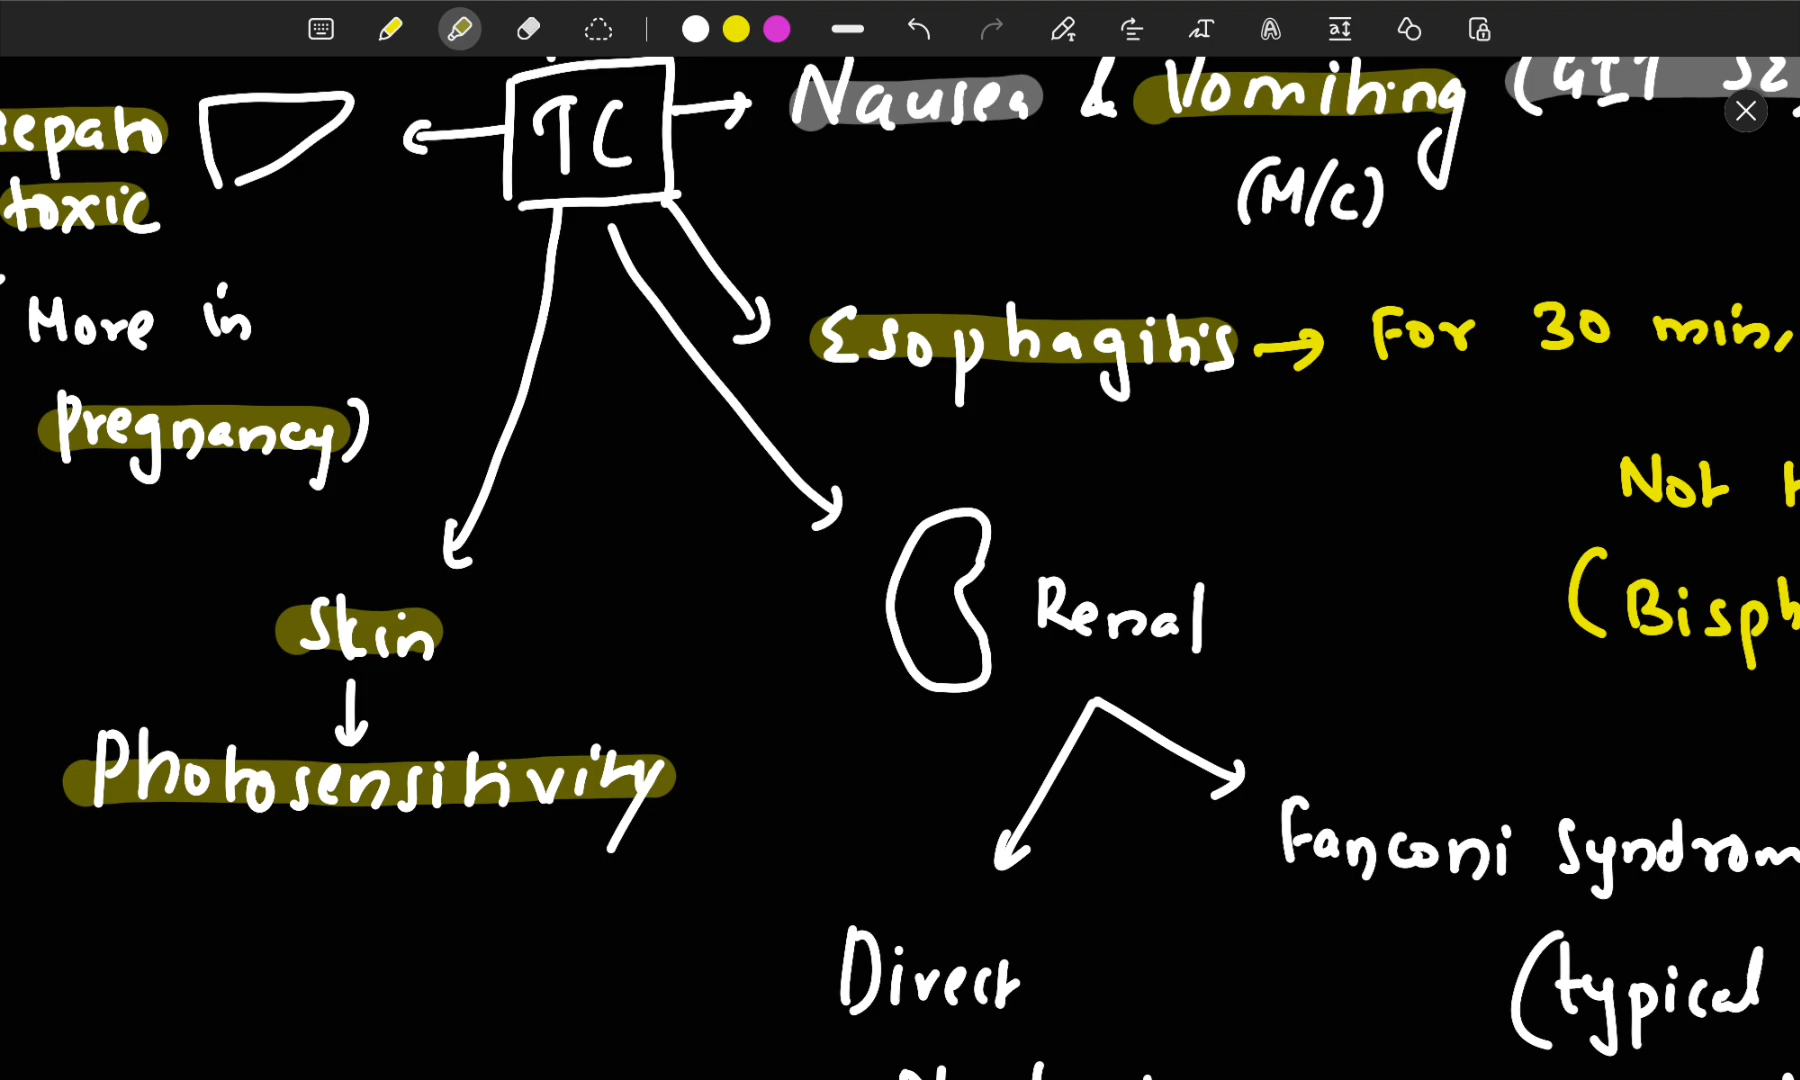 TC
Nausea & Vomiting (GIT
(M/C)
epato
toxic
More in
pregnancy)
Esophagitis → For 30 min,
Not
(Bisph
Skin
Renal
Photosensitivity
Fanconi Syndrom
Direct
(typical